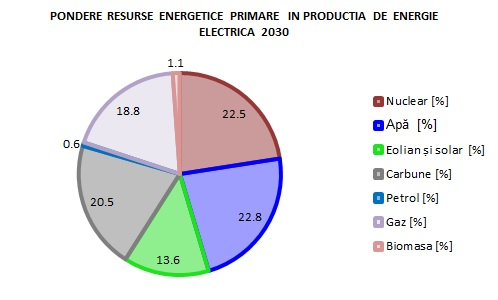 PONDERE RESURSE ENERGETICE PRIMARE IN PRODUCTIA DE ENERGIE
ELECTRICA 2030
1.1
22.5
18.8
0.6
20.5
22.8
13.6
Nuclear [%]
Apă [%]
Eolian și solar [%]
Carbune [%]
Petrol [%]
Gaz [%]
Biomasa [%]